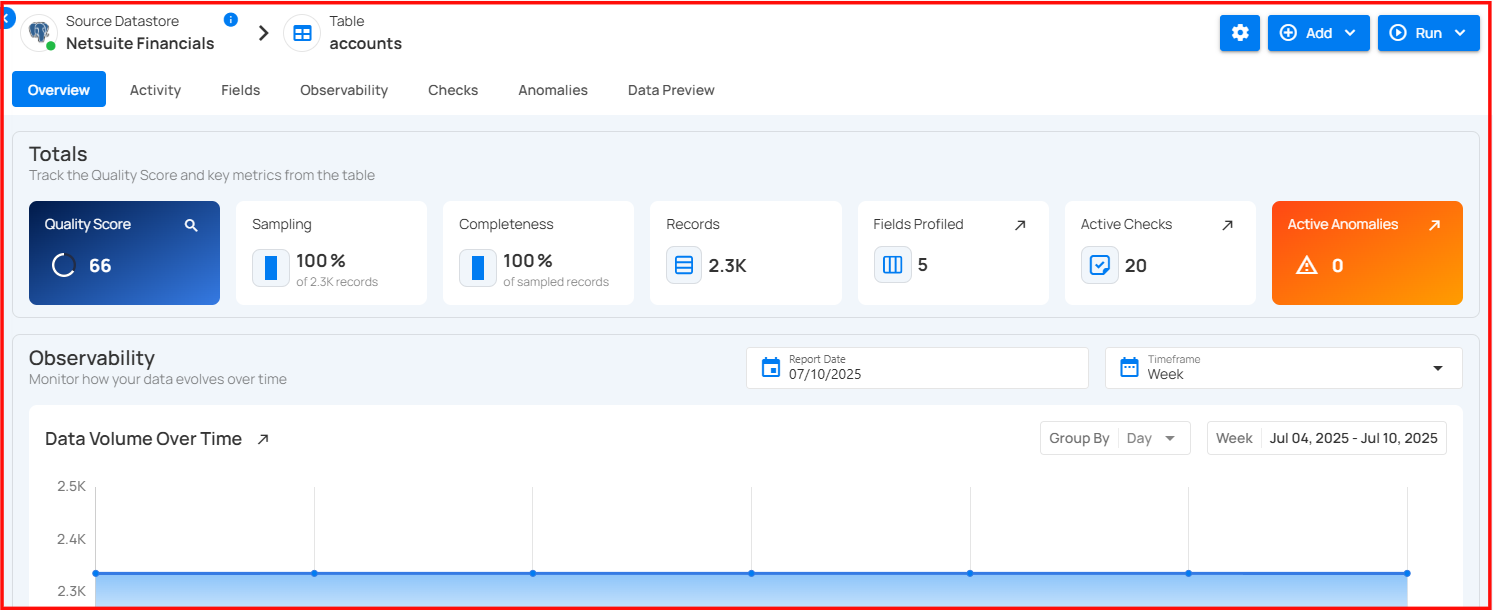 Source Datastore
Netsuite Financials
Table
accounts
Add
Run
Overview
Activity
Fields
Observability
Checks
Anomalies
Data Preview
Totals
Track the Quality Score and key metrics from the table
Quality Score
66
Sampling
100 %
of 2.3K records
Completeness
100 %
of sampled records
Records
2.3K
Fields Profiled
5
Active Checks
20
Active Anomalies
0
Observability
Monitor how your data evolves over time
Report Date
07/10/2025
Timeframe
Week
Data Volume Over Time
Group By Day
Week Jul 04, 2025 - Jul 10, 2025
2.5K
2.4K
2.3K